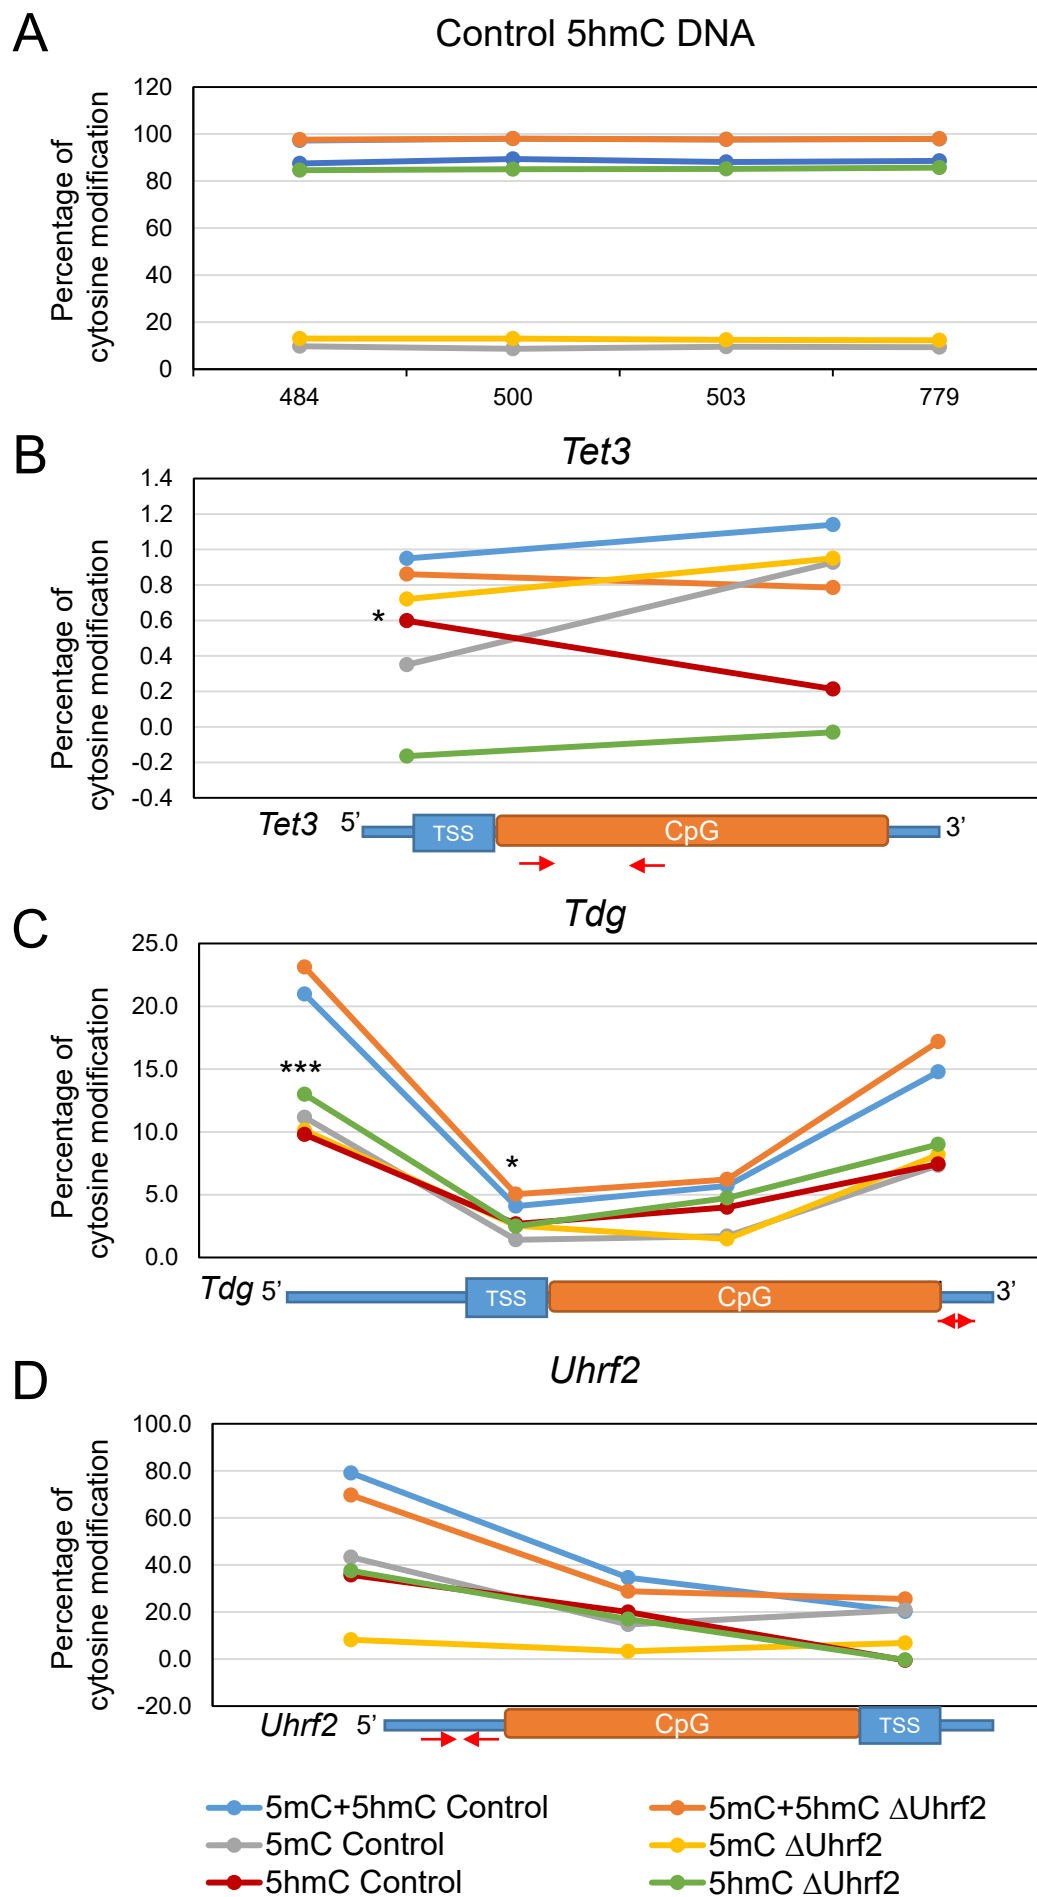 A
Control 5hmC DNA
Percentage of
cytosine modification
120
100
80
60
40
20
0
484 500 503 779
B
Tet3
Percentage of
cytosine modification
1.4
1.2
1.0
0.8
0.6
0.4
0.2
0.0
-0.2
-0.4
*
Tet3 5’ TSS CpG 3’
C
Tdg
Percentage of
cytosine modification
25.0
20.0
15.0
10.0
5.0
0.0
***
*
Tdg 5’ TSS CpG 3’
D
Uhrf2
Percentage of
cytosine modification
100.0
80.0
60.0
40.0
20.0
0.0
-20.0
Uhrf2 5’ CpG TSS
5mC+5hmC Control 5mC+5hmC ΔUhrf2
5mC Control 5mC ΔUhrf2
5hmC Control 5hmC ΔUhrf2